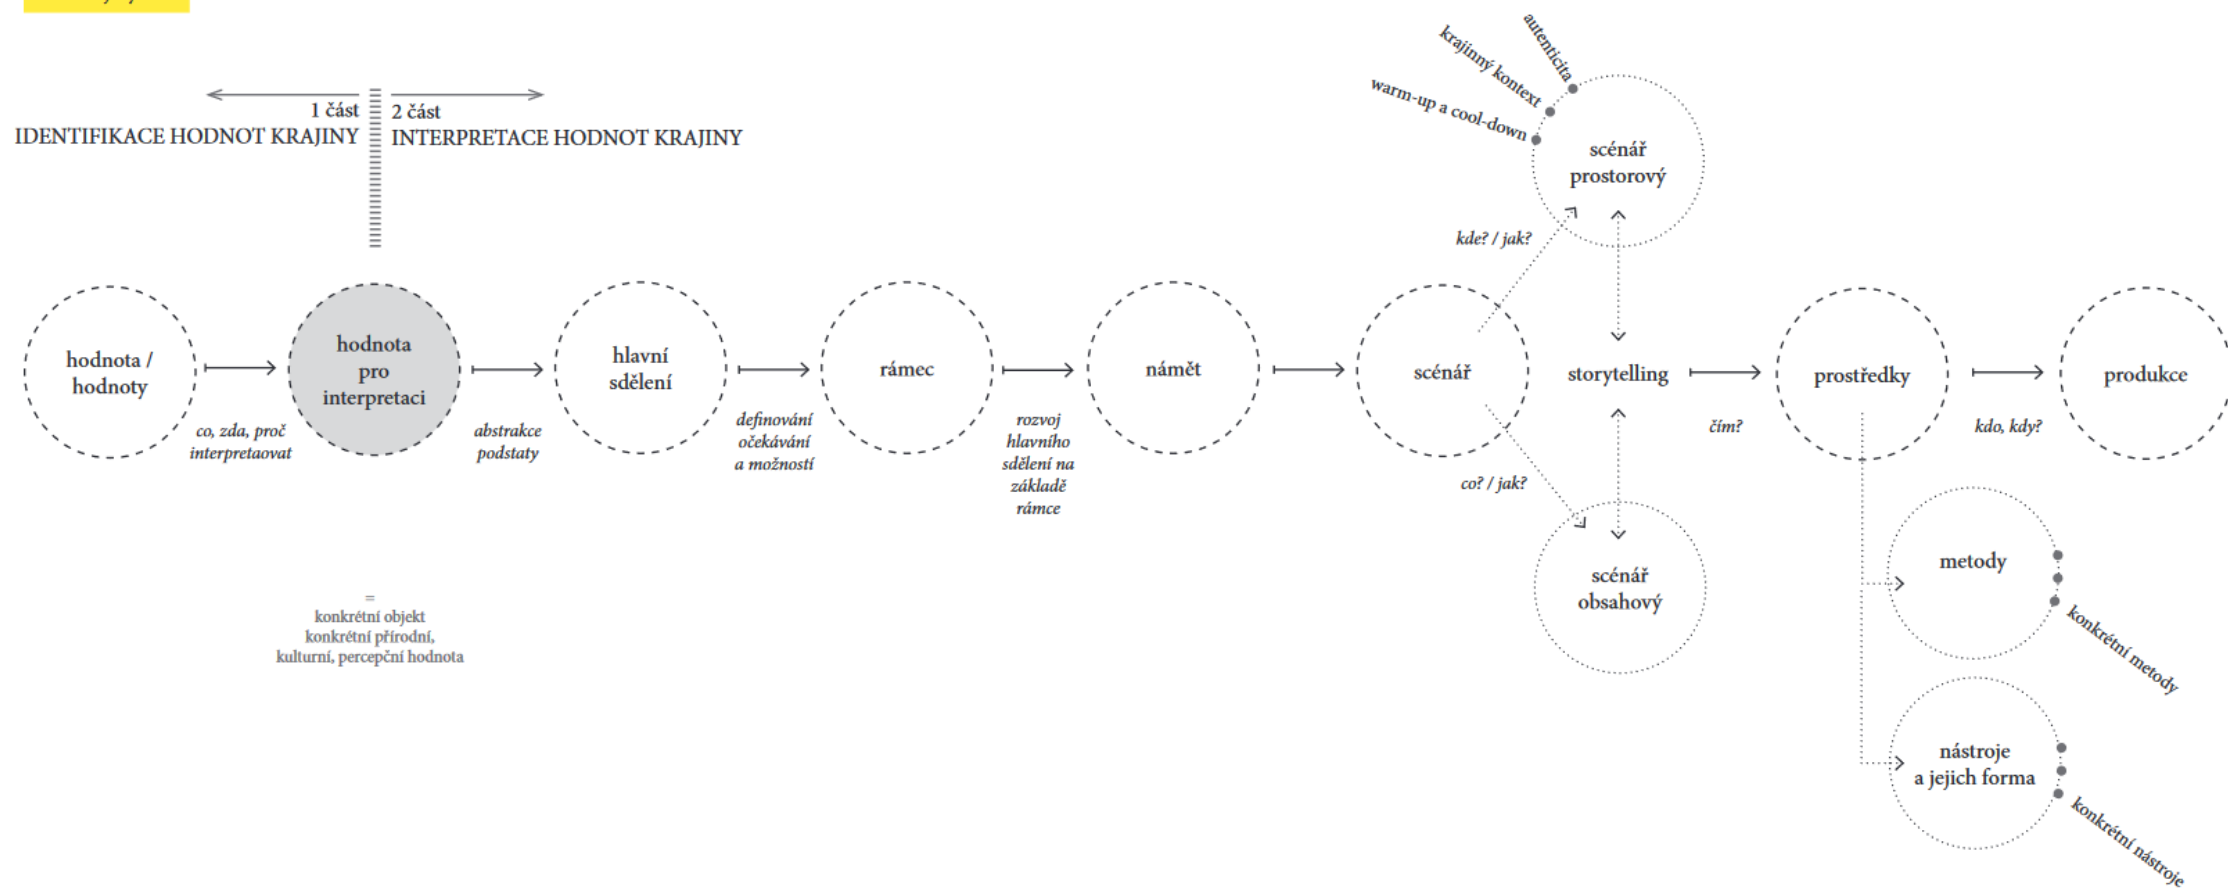 autenticita
krajinný kontext
warm-up a cool-down
1 část
IDENTIFIKACE HODNOT KRAJINY
2 část
INTERPRETACE HODNOT KRAJINY
scénář
prostorový
kde? / jak?
hodnota /
hodnoty
co, zda, proč
interpretaovat
hodnota
pro
interpretaci
abstrakce
podstaty
hlavní
sdělení
definování
očekávání
a možností
rámec
rozvoj
hlavního
sdělení na
základě
rámce
námět
scénář
storytelling
čím?
prostředky
kdo, kdy?
produkce
co? / jak?
scénář
obsahový
=
konkrétní objekt
konkrétní přírodní,
kulturní, percepční hodnota
metody
konkrétní metody
nástroje
a jejich forma
konkrétní nástroje